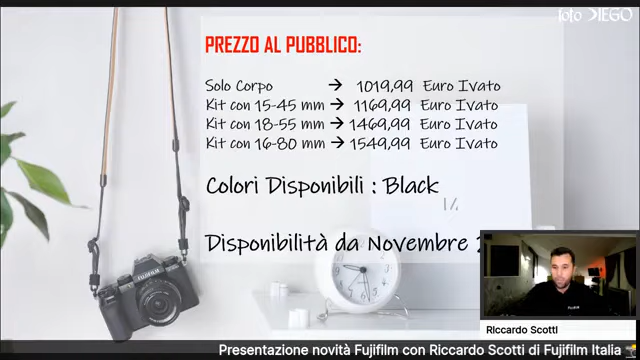 foto DIEGO
PREZZO AL PUBBLICO:
Solo Corpo → 1019,99 Euro Ivato
Kit con 15-45 mm → 1169,99 Euro Ivato
Kit con 18-55 mm → 1469,99 Euro Ivato
Kit con 16-80 mm → 1549,99 Euro Ivato
Colori Disponibili : Black
Disponibilità da Novembre
FUJIFILM
Riccardo Scotti
Presentazione novità Fujifilm con Riccardo Scotti di Fujifilm Italia